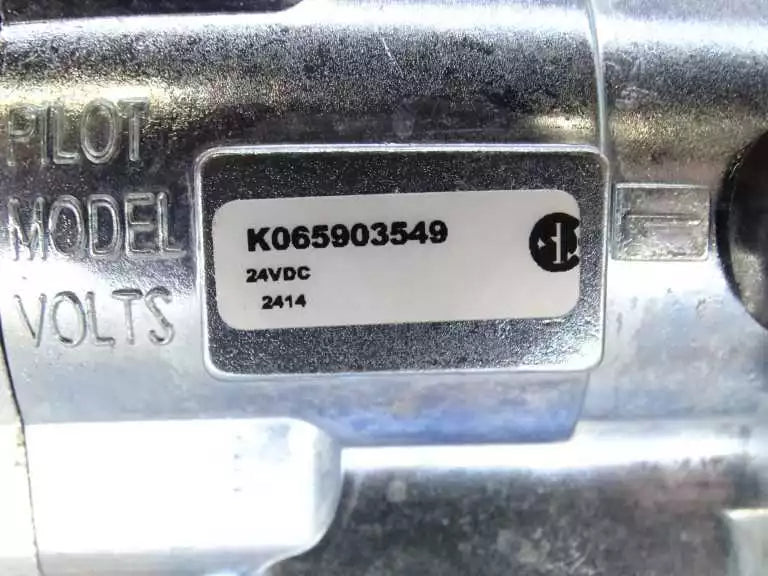 PILOT
MODEL
VOLTS
K065903549
24VDC
2414